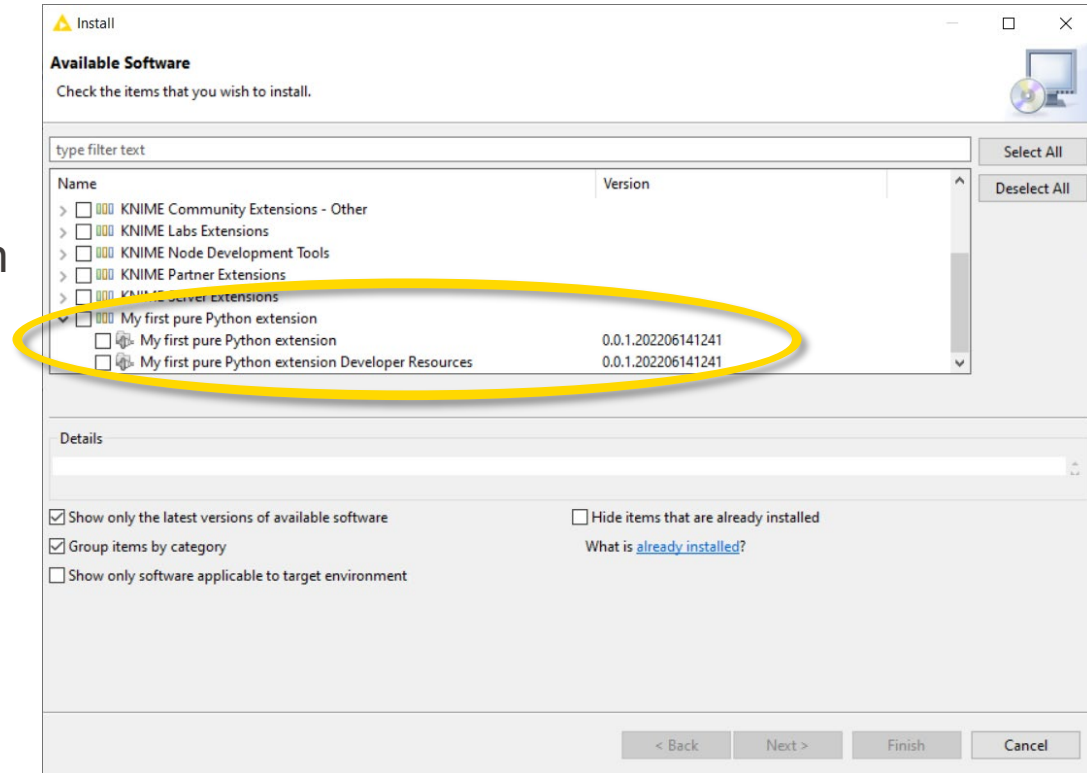 Install
Available Software
Check the items that you wish to install.
type filter text
Select All
Name Version
Deselect All
KNIME Community Extensions - Other
KNIME Labs Extensions
KNIME Node Development Tools
n
KNIME Partner Extensions
KNIME Server Extensions
My first pure Python extension
My first pure Python extension 0.0.1.202206141241
My first pure Python extension Developer Resources 0.0.1.202206141241
Details
Show only the latest versions of available software Hide items that are already installed
Group items by category What is already installed?
Show only software applicable to target environment
< Back Next > Finish Cancel